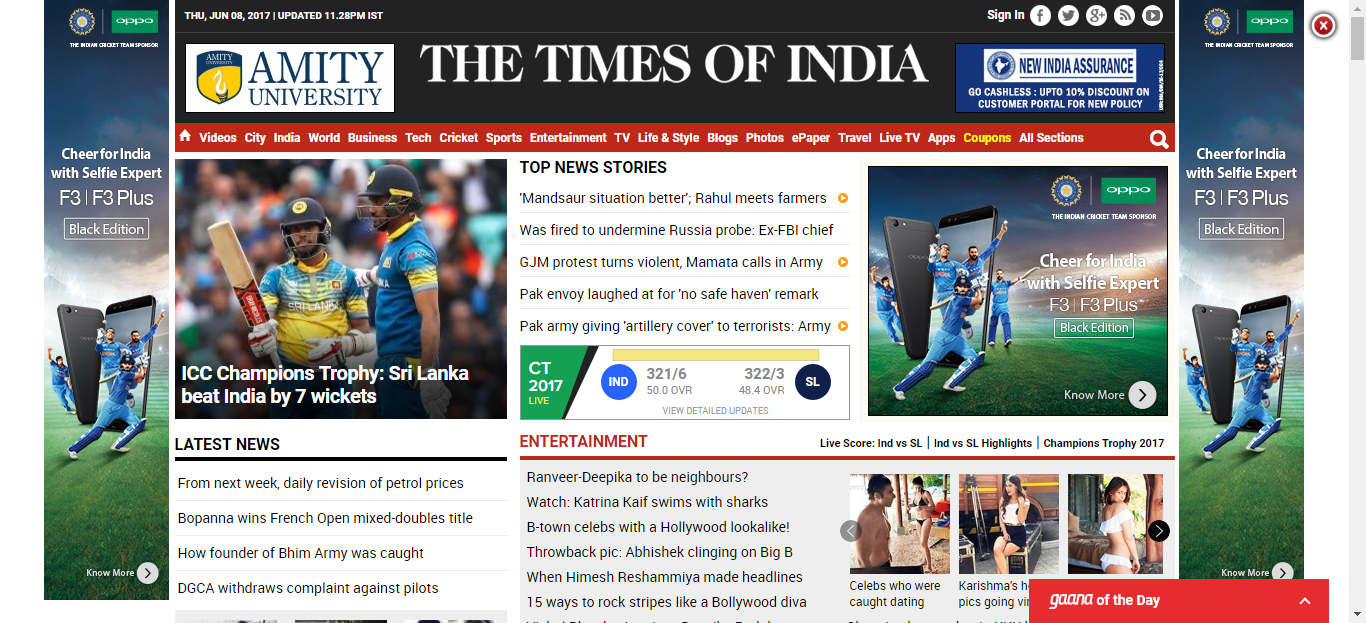 oppo
THE INDIAN CRICKET TEAM SPONSOR
Cheer for India
with Selfie Expert
F3 | F3 Plus
Black Edition
Know More
THU, JUN 08, 2017 | UPDATED 11.28PM IST
Sign In
AMITY
UNIVERSITY
AMITY
UNIVERSITY
THE TIMES OF INDIA
NEW INDIA ASSURANCE
GO CASHLESS : UPTO 10% DISCOUNT ON
CUSTOMER PORTAL FOR NEW POLICY
Videos City India World Business Tech Cricket Sports Entertainment TV Life & Style Blogs Photos ePaper Travel Live TV Apps Coupons All Sections
SRI LANKA
ICC Champions Trophy: Sri Lanka
beat India by 7 wickets
LATEST NEWS
From next week, daily revision of petrol prices
Bopanna wins French Open mixed-doubles title
How founder of Bhim Army was caught
DGCA withdraws complaint against pilots
TOP NEWS STORIES
'Mandsaur situation better'; Rahul meets farmers
Was fired to undermine Russia probe: Ex-FBI chief
GJM protest turns violent, Mamata calls in Army
Pak envoy laughed at for 'no safe haven' remark
Pak army giving 'artillery cover' to terrorists: Army
CT
2017
LIVE
IND
321/6
50.0 OVR
322/3
48.4 OVR
SL
VIEW DETAILED UPDATES
oppo
THE INDIAN CRICKET TEAM SPONSOR
Cheer for India
with Selfie Expert
F3 | F3 Plus
Black Edition
Know More
ENTERTAINMENT
Live Score: Ind vs SL | Ind vs SL Highlights | Champions Trophy 2017
Ranveer-Deepika to be neighbours?
Watch: Katrina Kaif swims with sharks
B-town celebs with a Hollywood lookalike!
Throwback pic: Abhishek clinging on Big B
When Himesh Reshammiya made headlines
15 ways to rock stripes like a Bollywood diva
Celebs who were
caught dating
Karishma's h
pics going vi
gaana of the Day
oppo
THE INDIAN CRICKET TEAM SPONSOR
Cheer for India
with Selfie Expert
F3 | F3 Plus
Black Edition
Know More